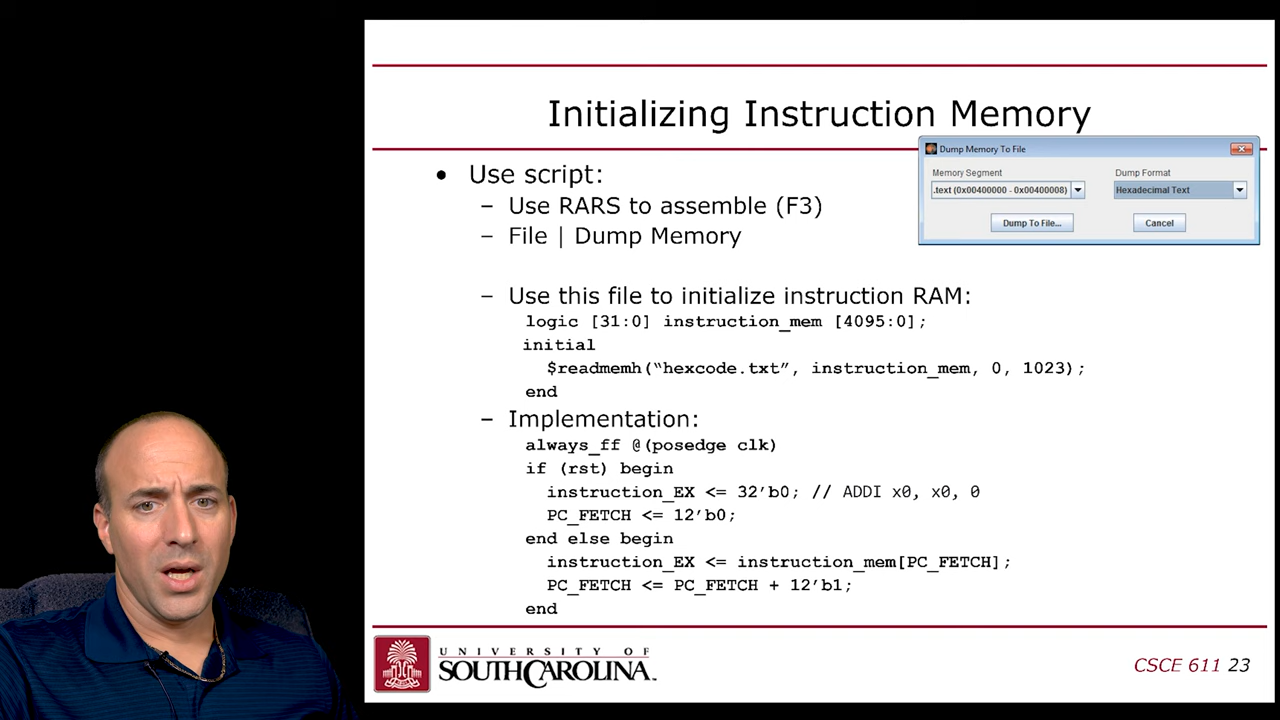 Initializing Instruction Memory
Dump Memory To File
Memory Segment
Dump Format
.text (0x00400000 - 0x00400008)
Hexadecimal Text
Dump To File...
Cancel
• Use script:
– Use RARS to assemble (F3)
– File | Dump Memory
– Use this file to initialize instruction RAM:
logic [31:0] instruction_mem [4095:0];
initial
$readmemh(“hexcode.txt”, instruction_mem, 0, 1023);
end
– Implementation:
always_ff @(posedge clk)
if (rst) begin
instruction_EX <= 32’b0; // ADDI x0, x0, 0
PC_FETCH <= 12’b0;
end else begin
instruction_EX <= instruction_mem[PC_FETCH];
PC_FETCH <= PC_FETCH + 12’b1;
end
UNIVERSITY OF
SOUTH CAROLINA
CSCE 611 23